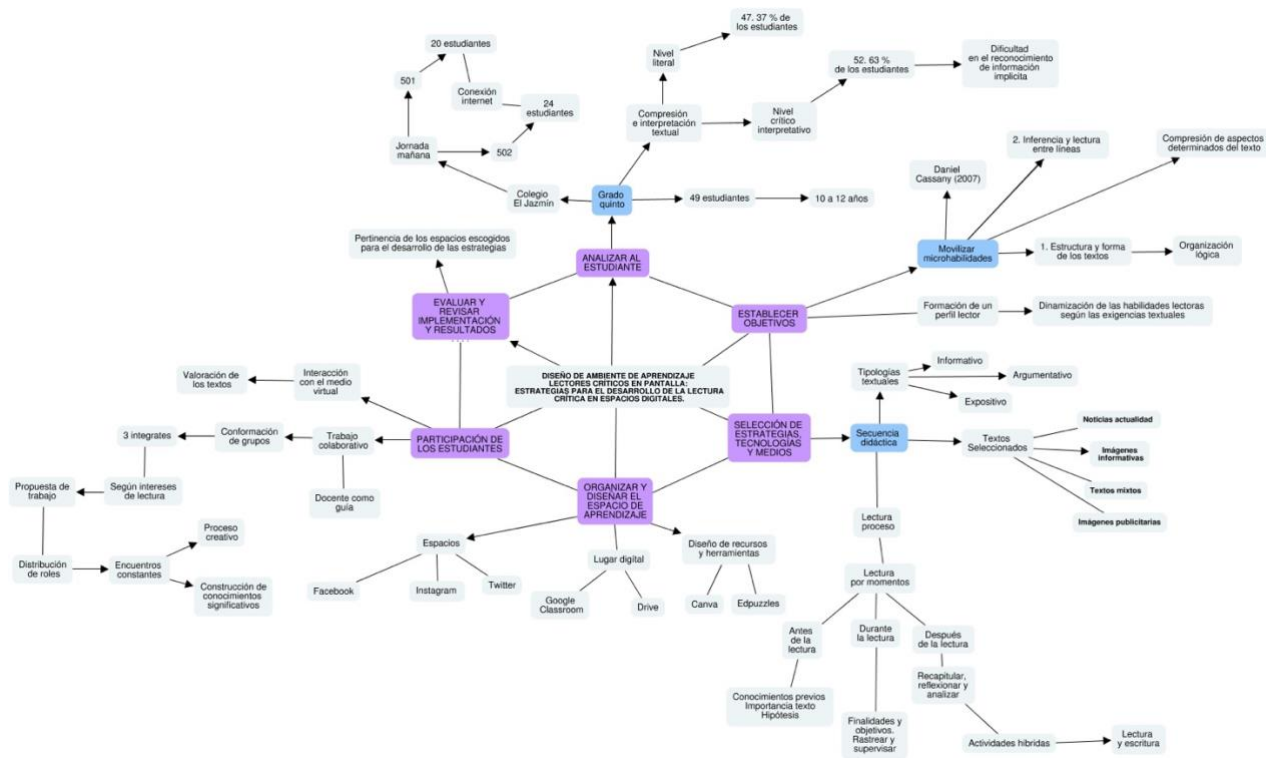 47. 37 % de
los estudiantes
20 estudiantes
Nivel
literal
52. 63 %
de los estudiantes
Dificultad
en el reconocimiento
de información
implicita
501
Conexión
internet
24
estudiantes
Compresión
e interpretación
textual
Nivel
crítico
interpretativo
Jornada
mañana
502
2. Inferencia y lectura
entre líneas
Compresión de aspectos
determinados del texto
Daniel
Cassany (2007)
Colegio
El Jazmín
Grado
quinto
49 estudiantes
10 a 12 años
Pertinencia de los espacios escogidos
para el desarrollo de las estrategias
ANALIZAR AL
ESTUDIANTE
Movilizar
microhabilidades
1. Estructura y forma
de los textos
Organización
lógica
EVALUAR Y
REVISAR
IMPLEMENTACIÓN
Y RESULTADOS
. . . .
ESTABLECER
OBJETIVOS
Formación de un
perfil lector
Dinamización de las habilidades lectoras
según las exigencias textuales
Valoración de
los textos
Interacción
con el medio
virtual
DISEÑO DE AMBIENTE DE APRENDIZAJE
LECTORES CRÍTICOS EN PANTALLA:
ESTRATEGIAS PARA EL DESARROLLO DE LA LECTURA
CRÍTICA EN ESPACIOS DIGITALES.
Tipologías
textuales
Informativo
Argumentativo
Expositivo
3 integrates
Conformación
de grupos
Trabajo
colaborativo
PARTICIPACIÓN DE
LOS ESTUDIANTES
SELECCIÓN DE
ESTRATEGIAS,
TECNOLOGÍAS
Y MEDIOS
Secuencia
didáctica
Textos
Seleccionados
Noticias actualidad
Imágenes
informativas
Textos mixtos
Imágenes publicitarias
Propuesta de
trabajo
Según intereses
de lectura
Docente como
guía
ORGANIZAR Y
DISEÑAR EL
ESPACIO DE
APRENDIZAJE
Lectura
proceso
Distribución
de roles
Encuentros
constantes
Proceso
creativo
Construcción de
conocimientos
significativos
Espacios
Facebook
Instagram
Twitter
Lugar digital
Google
Classroom
Drive
Diseño de recursos
y herramientas
Canva
Edpuzzles
Lectura
por momentos
Antes
de la
lectura
Durante
la lectura
Después
de la lectura
Conocimientos previos
Importancia texto
Hipótesis
Finalidades y
objetivos.
Rastrear y
supervisar
Recapitular,
reflexionar y
analizar
Actividades hibridas
Lectura
y escritura